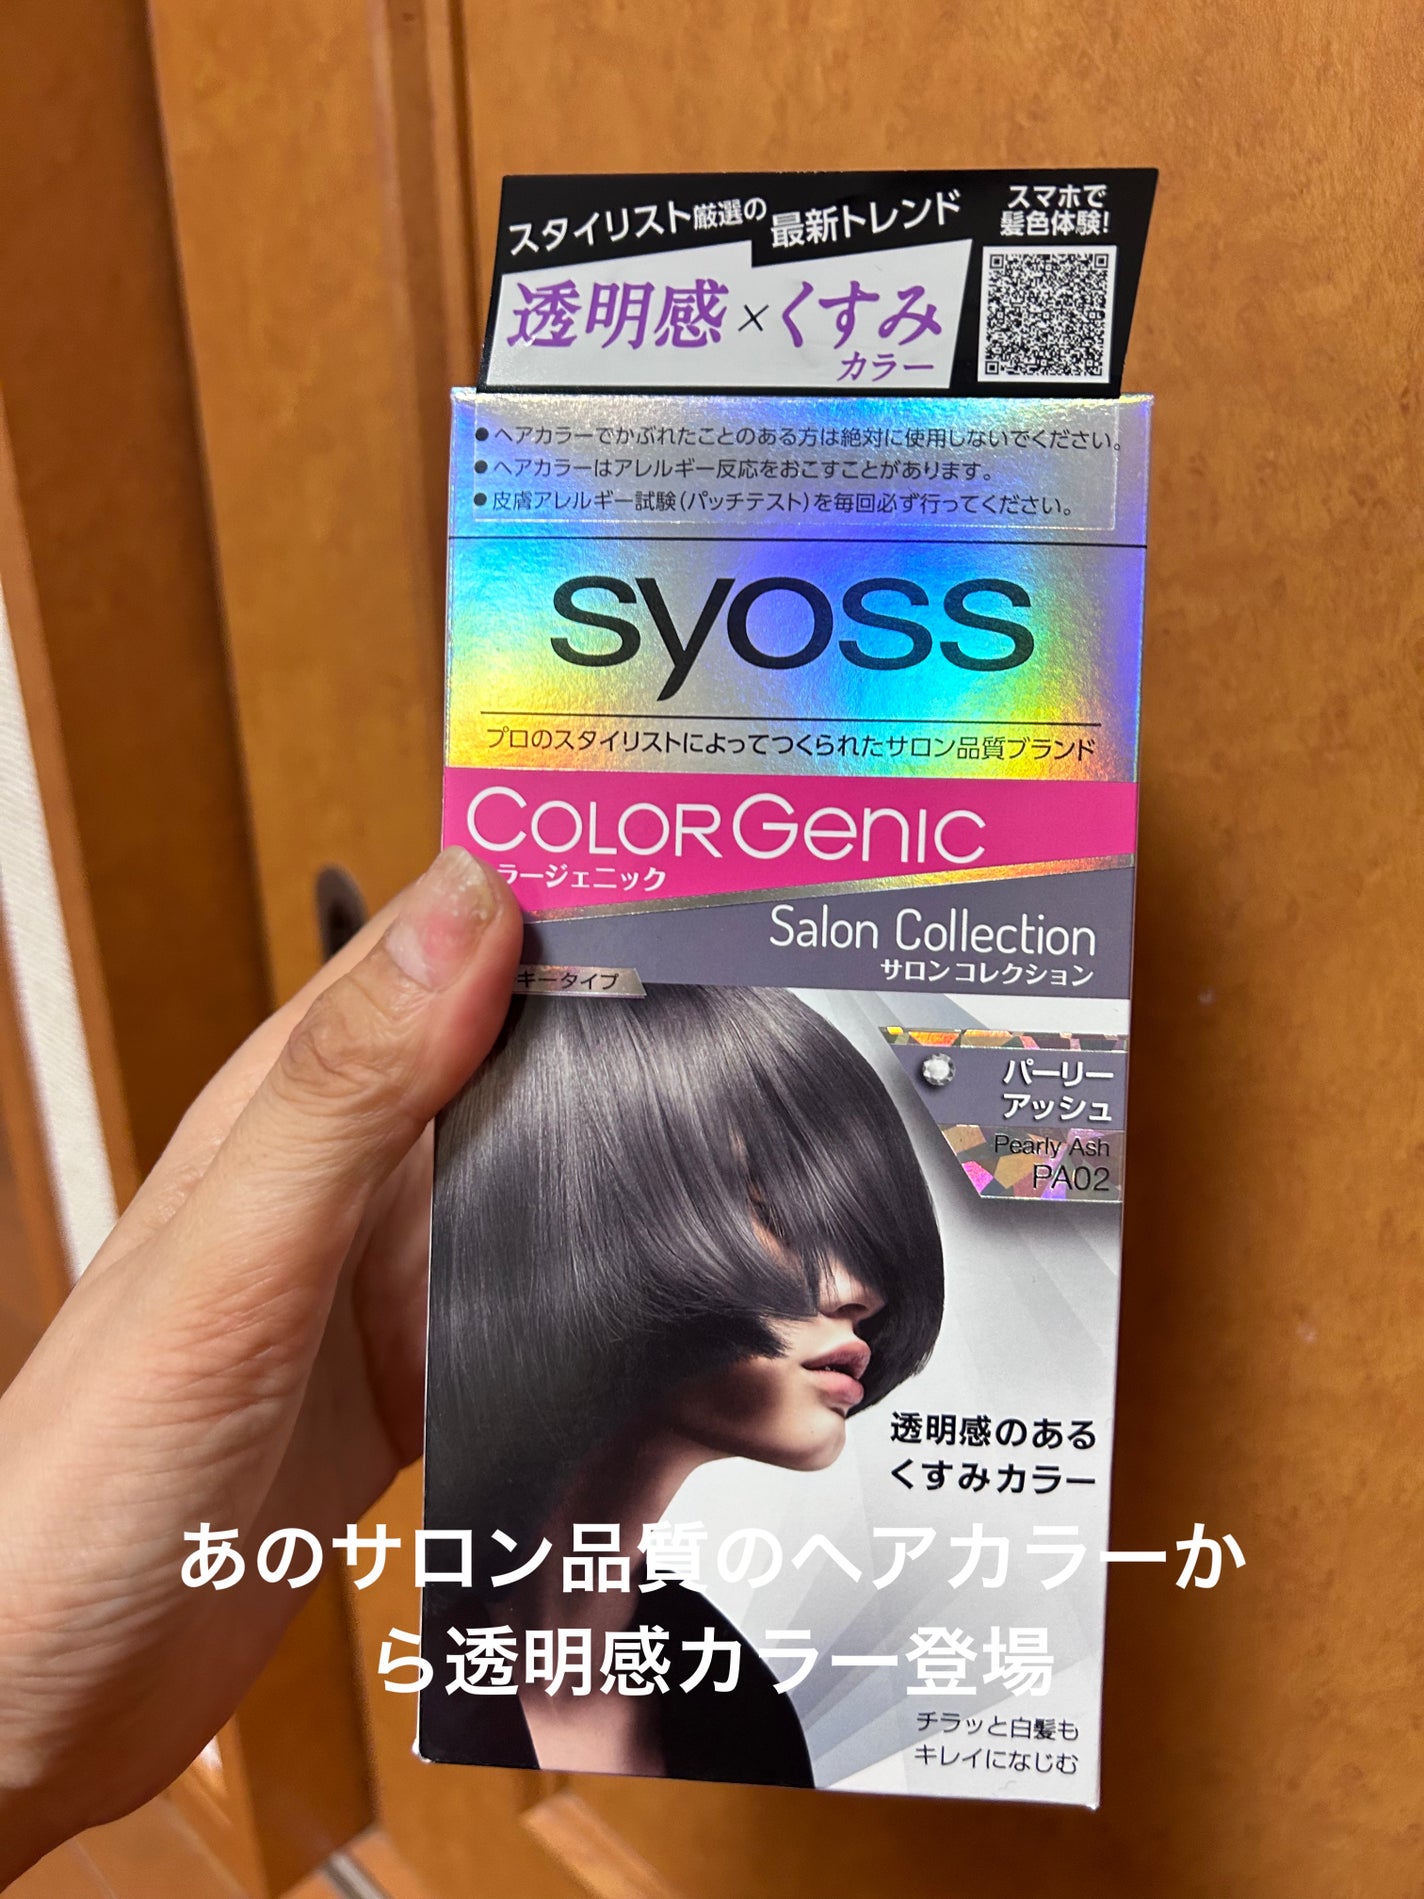 スタイリスト厳選の最新トレンド
透明感×くすみ
カラー
スマホで
髪色体験!
●ヘアカラーでかぶれたことのある方は絶対に使用しないでください。
●ヘアカラーはアレルギー反応をおこすことがあります。
●皮膚アレルギー試験(パッチテスト)を毎回必ず行ってください。
syoss
プロのスタイリストによってつくられたサロン品質ブランド
COLORGenic
ラージェニック
Salon Collection
サロンコレクション
キータイプ
パーリー
アッシュ
Pearly Ash
PA02
透明感のある
くすみカラー
あのサロン品質のヘアカラーか
ら透明感カラー登場
チラッと白髪も
キレイになじむ